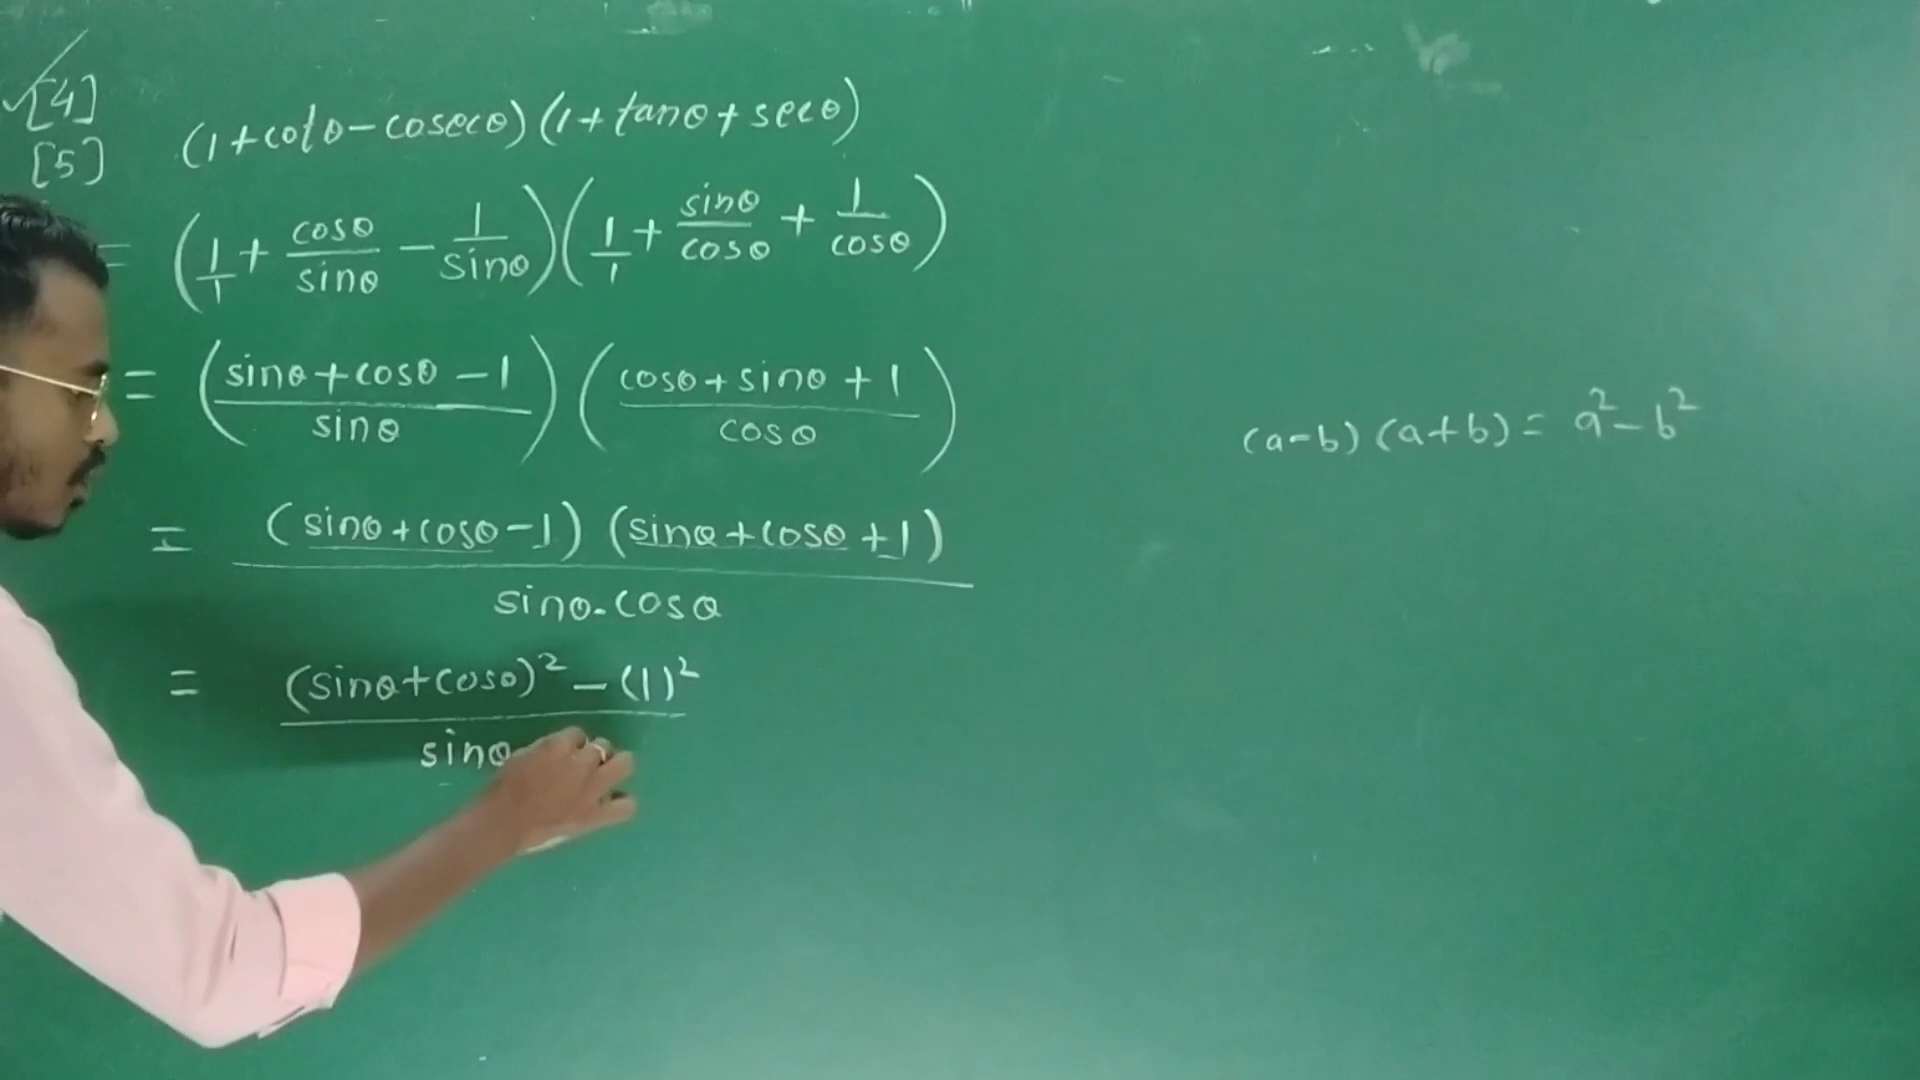 [4]
[5] (1+cotθ-cosecθ)(1+tanθ+secθ)
= (1/1 + cosθ/sinθ - 1/sinθ)(1/1 + sinθ/cosθ + 1/cosθ)
= ((sinθ+cosθ-1)/sinθ) ((cosθ+sinθ+1)/cosθ)
(a-b)(a+b) = a²-b²
= (sinθ+cosθ-1)(sinθ+cosθ+1)
sinθ.cosθ
= (sinθ+cosθ)² - (1)²
sinθ